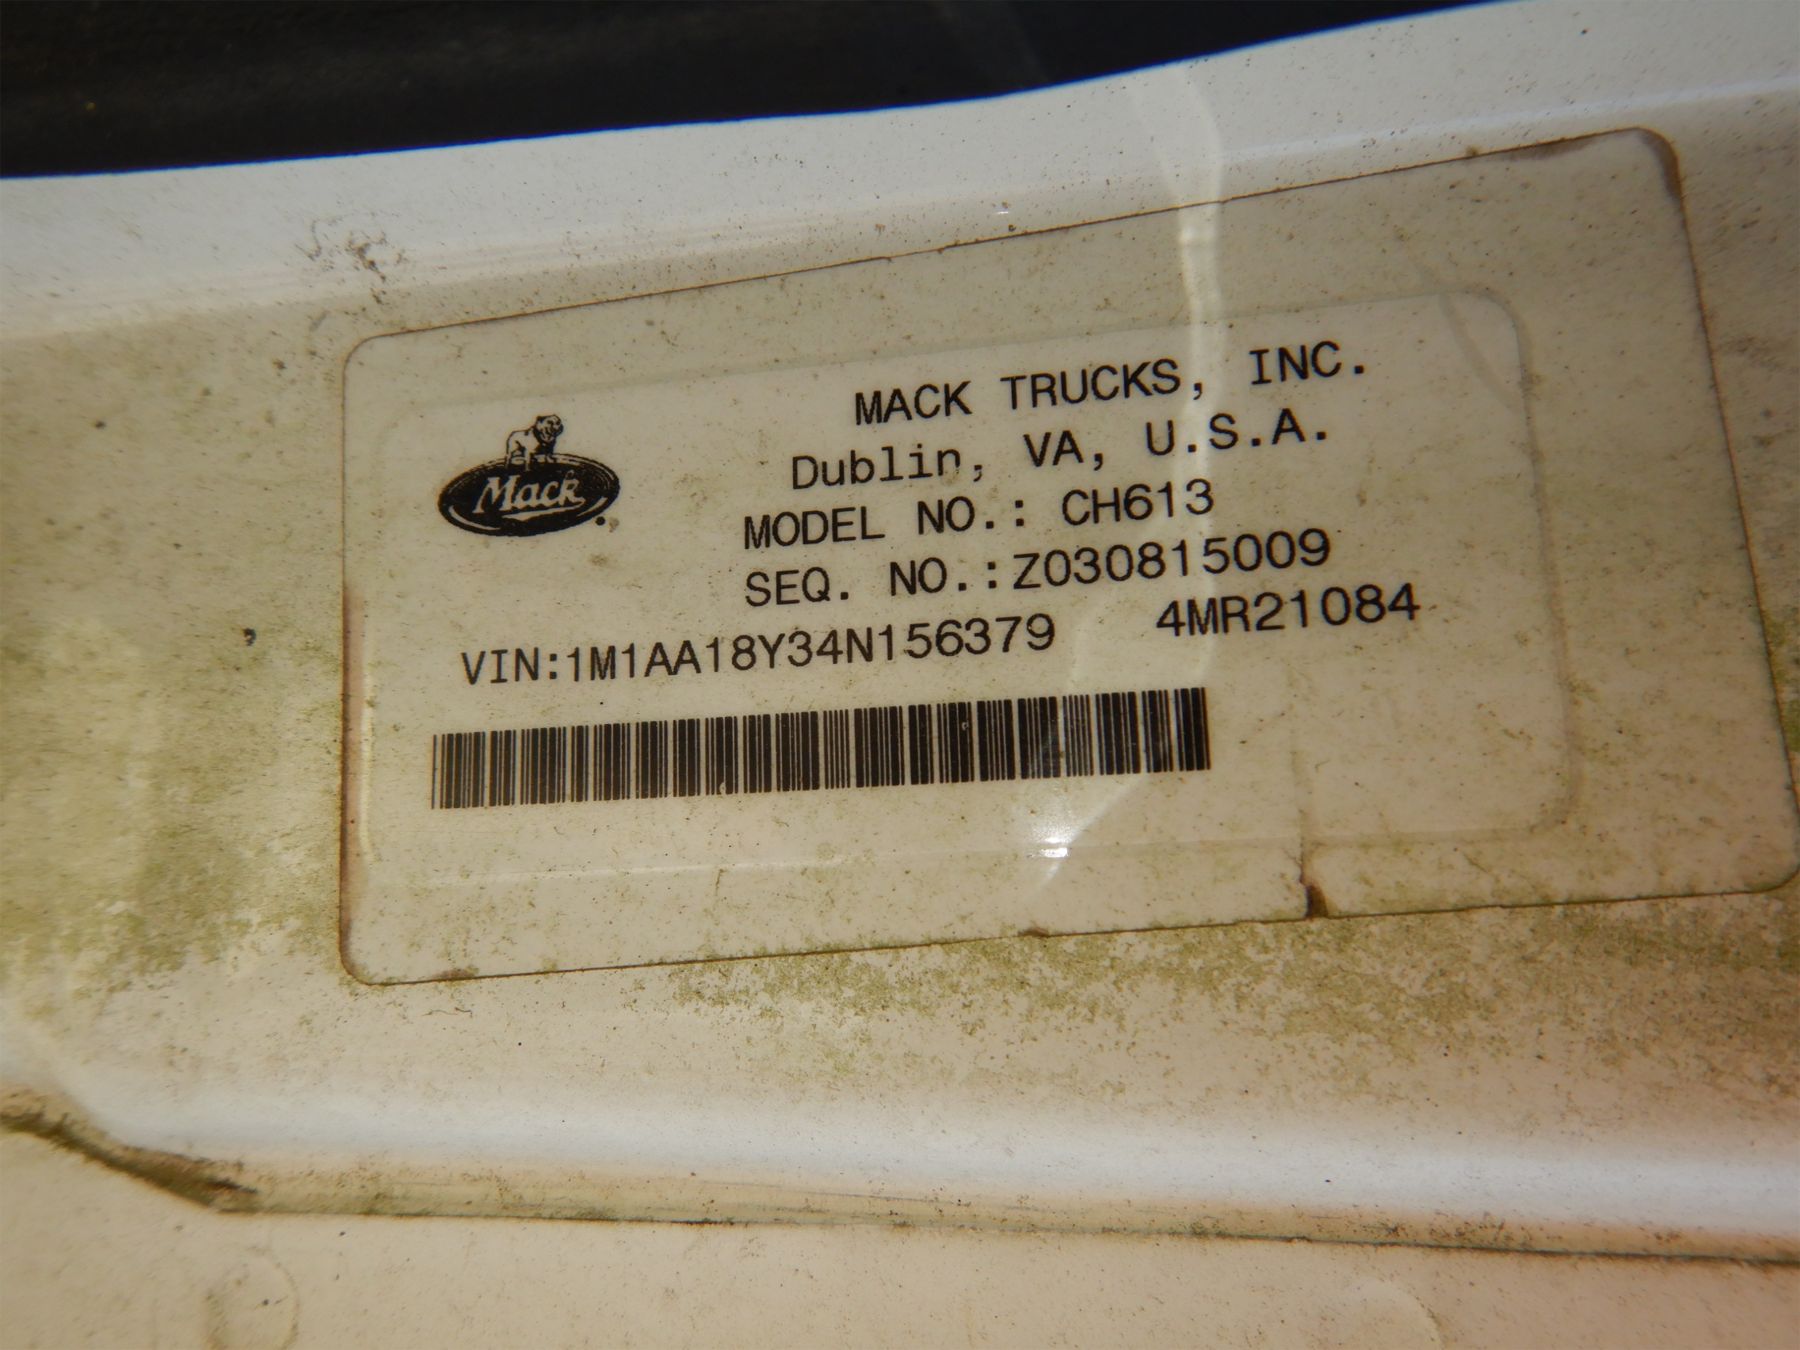 MACK TRUCKS, INC.
Dublin, VA, U.S.A.
Mack
MODEL NO.: CH613
SEQ. NO.:Z030815009
VIN:1M1AA18Y34N156379 4MR21084